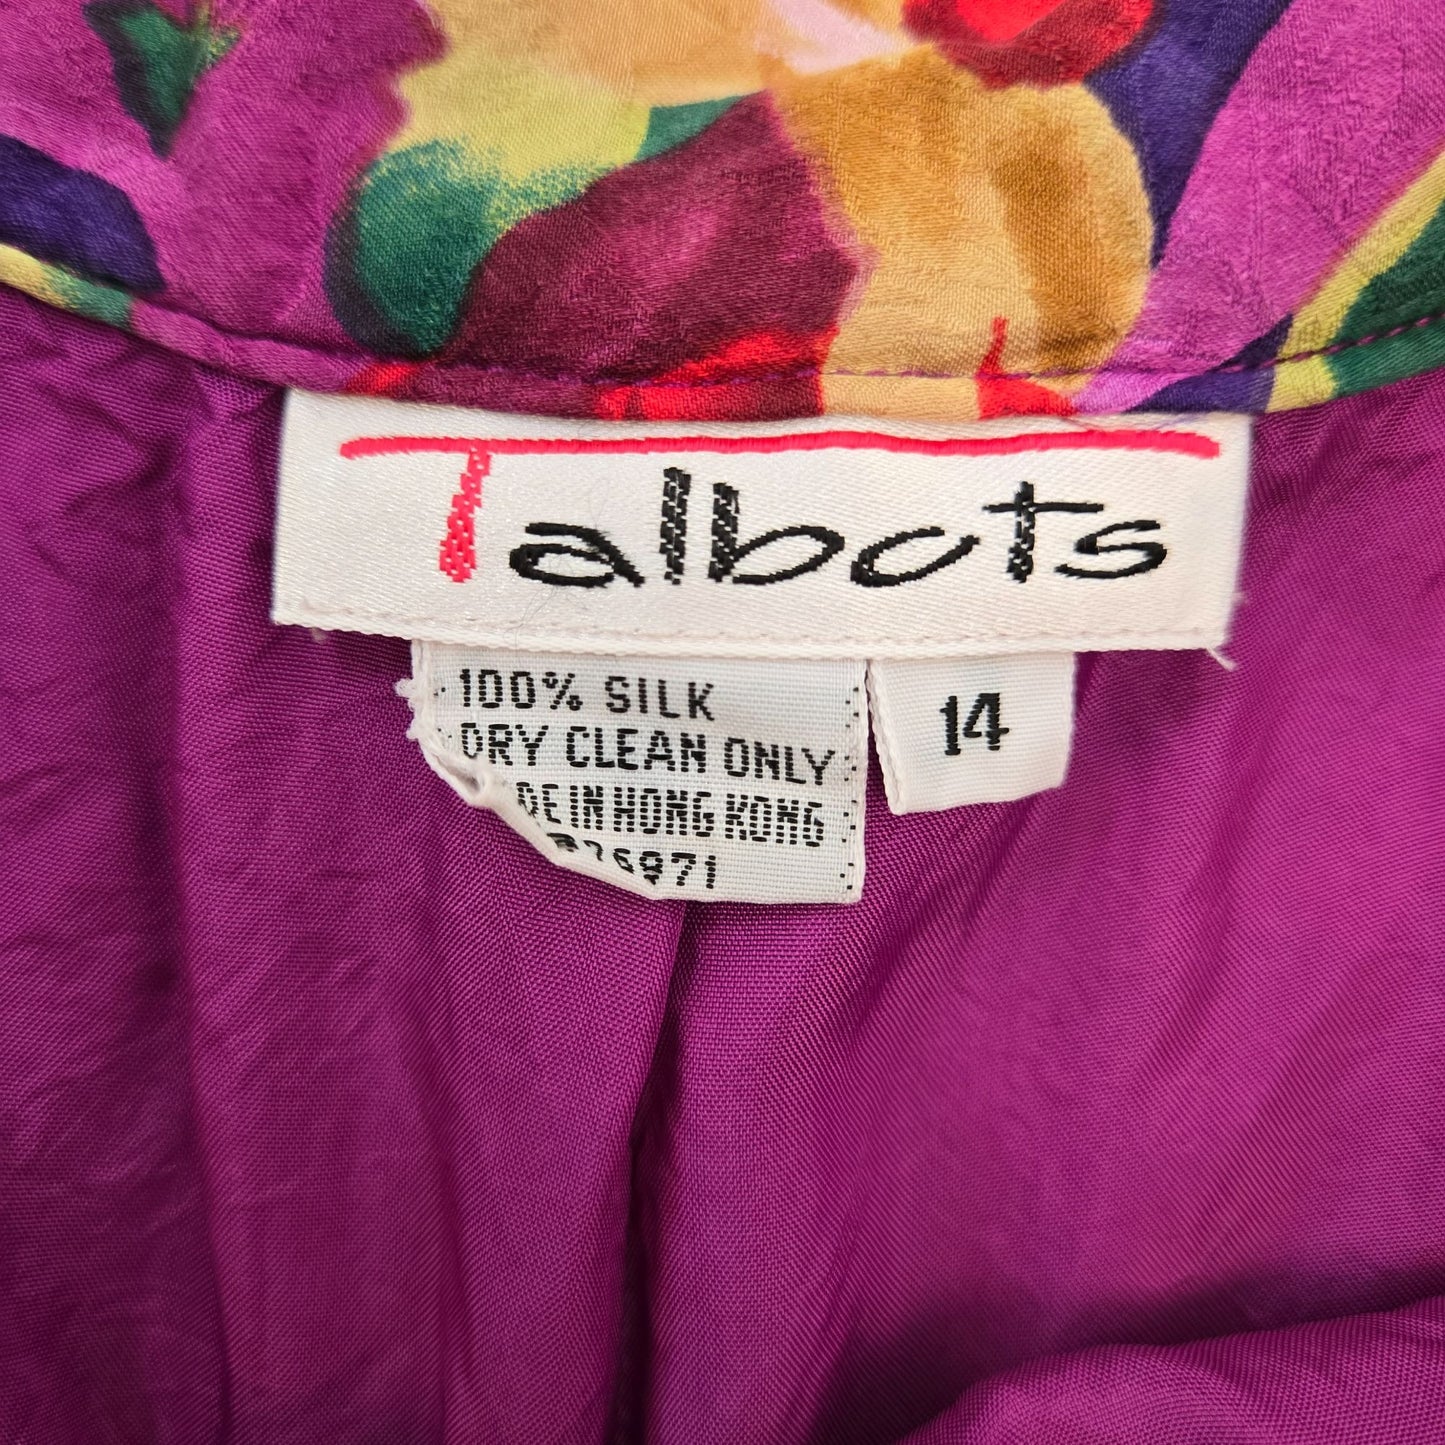 Talbots
100% SILK
DRY CLEAN ONLY
14
IN HONG KONG